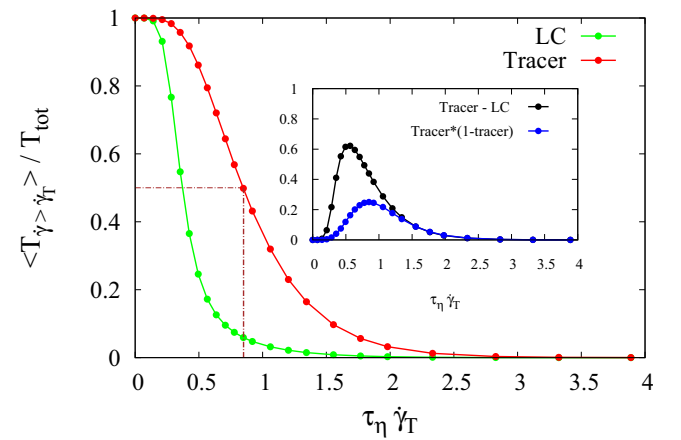 <T γ̇ > γ̇T > / Ttot
1
0.8
0.6
0.4
0.2
0
0 0.5 1 1.5 2 2.5 3 3.5 4
τη γ̇T
LC
Tracer
Tracer - LC
Tracer*(1-tracer)
1
0.8
0.6
0.4
0.2
0
0 0.5 1 1.5 2 2.5 3 3.5 4
τη γ̇T